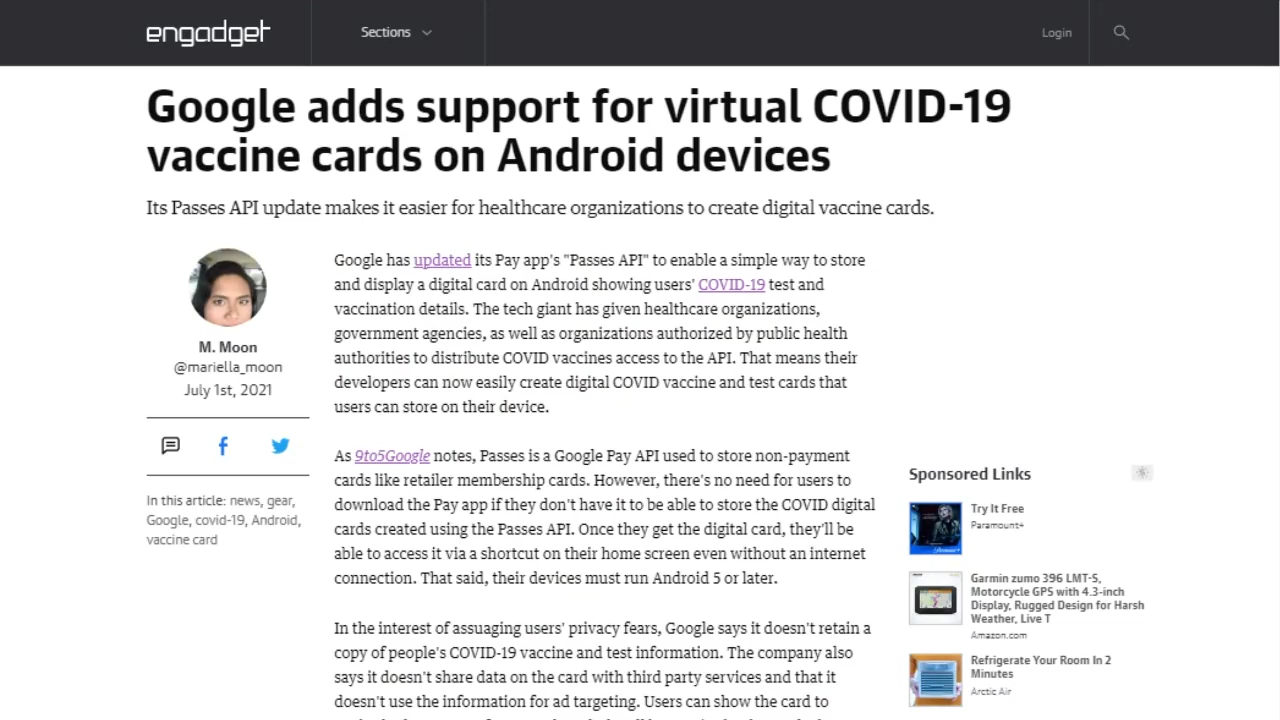 engadget
Sections
Login
Google adds support for virtual COVID-19
vaccine cards on Android devices
Its Passes API update makes it easier for healthcare organizations to create digital vaccine cards.
M. Moon
@mariella_moon
July 1st, 2021
In this article: news, gear,
Google, covid-19, Android,
vaccine card
Google has updated its Pay app's "Passes API" to enable a simple way to store
and display a digital card on Android showing users' COVID-19 test and
vaccination details. The tech giant has given healthcare organizations,
government agencies, as well as organizations authorized by public health
authorities to distribute COVID vaccines access to the API. That means their
developers can now easily create digital COVID vaccine and test cards that
users can store on their device.
As 9to5Google notes, Passes is a Google Pay API used to store non-payment
cards like retailer membership cards. However, there's no need for users to
download the Pay app if they don't have it to be able to store the COVID digital
cards created using the Passes API. Once they get the digital card, they'll be
able to access it via a shortcut on their home screen even without an internet
connection. That said, their devices must run Android 5 or later.
In the interest of assuaging users' privacy fears, Google says it doesn't retain a
copy of people's COVID-19 vaccine and test information. The company also
says it doesn't share data on the card with third party services and that it
doesn't use the information for ad targeting. Users can show the card to
Sponsored Links
Try It Free
Paramount+
Garmin zumo 396 LMT-S,
Motorcycle GPS with 4.3-inch
Display, Rugged Design for Harsh
Weather, Live T
Amazon.com
Refrigerate Your Room In 2
Minutes
Arctic Air